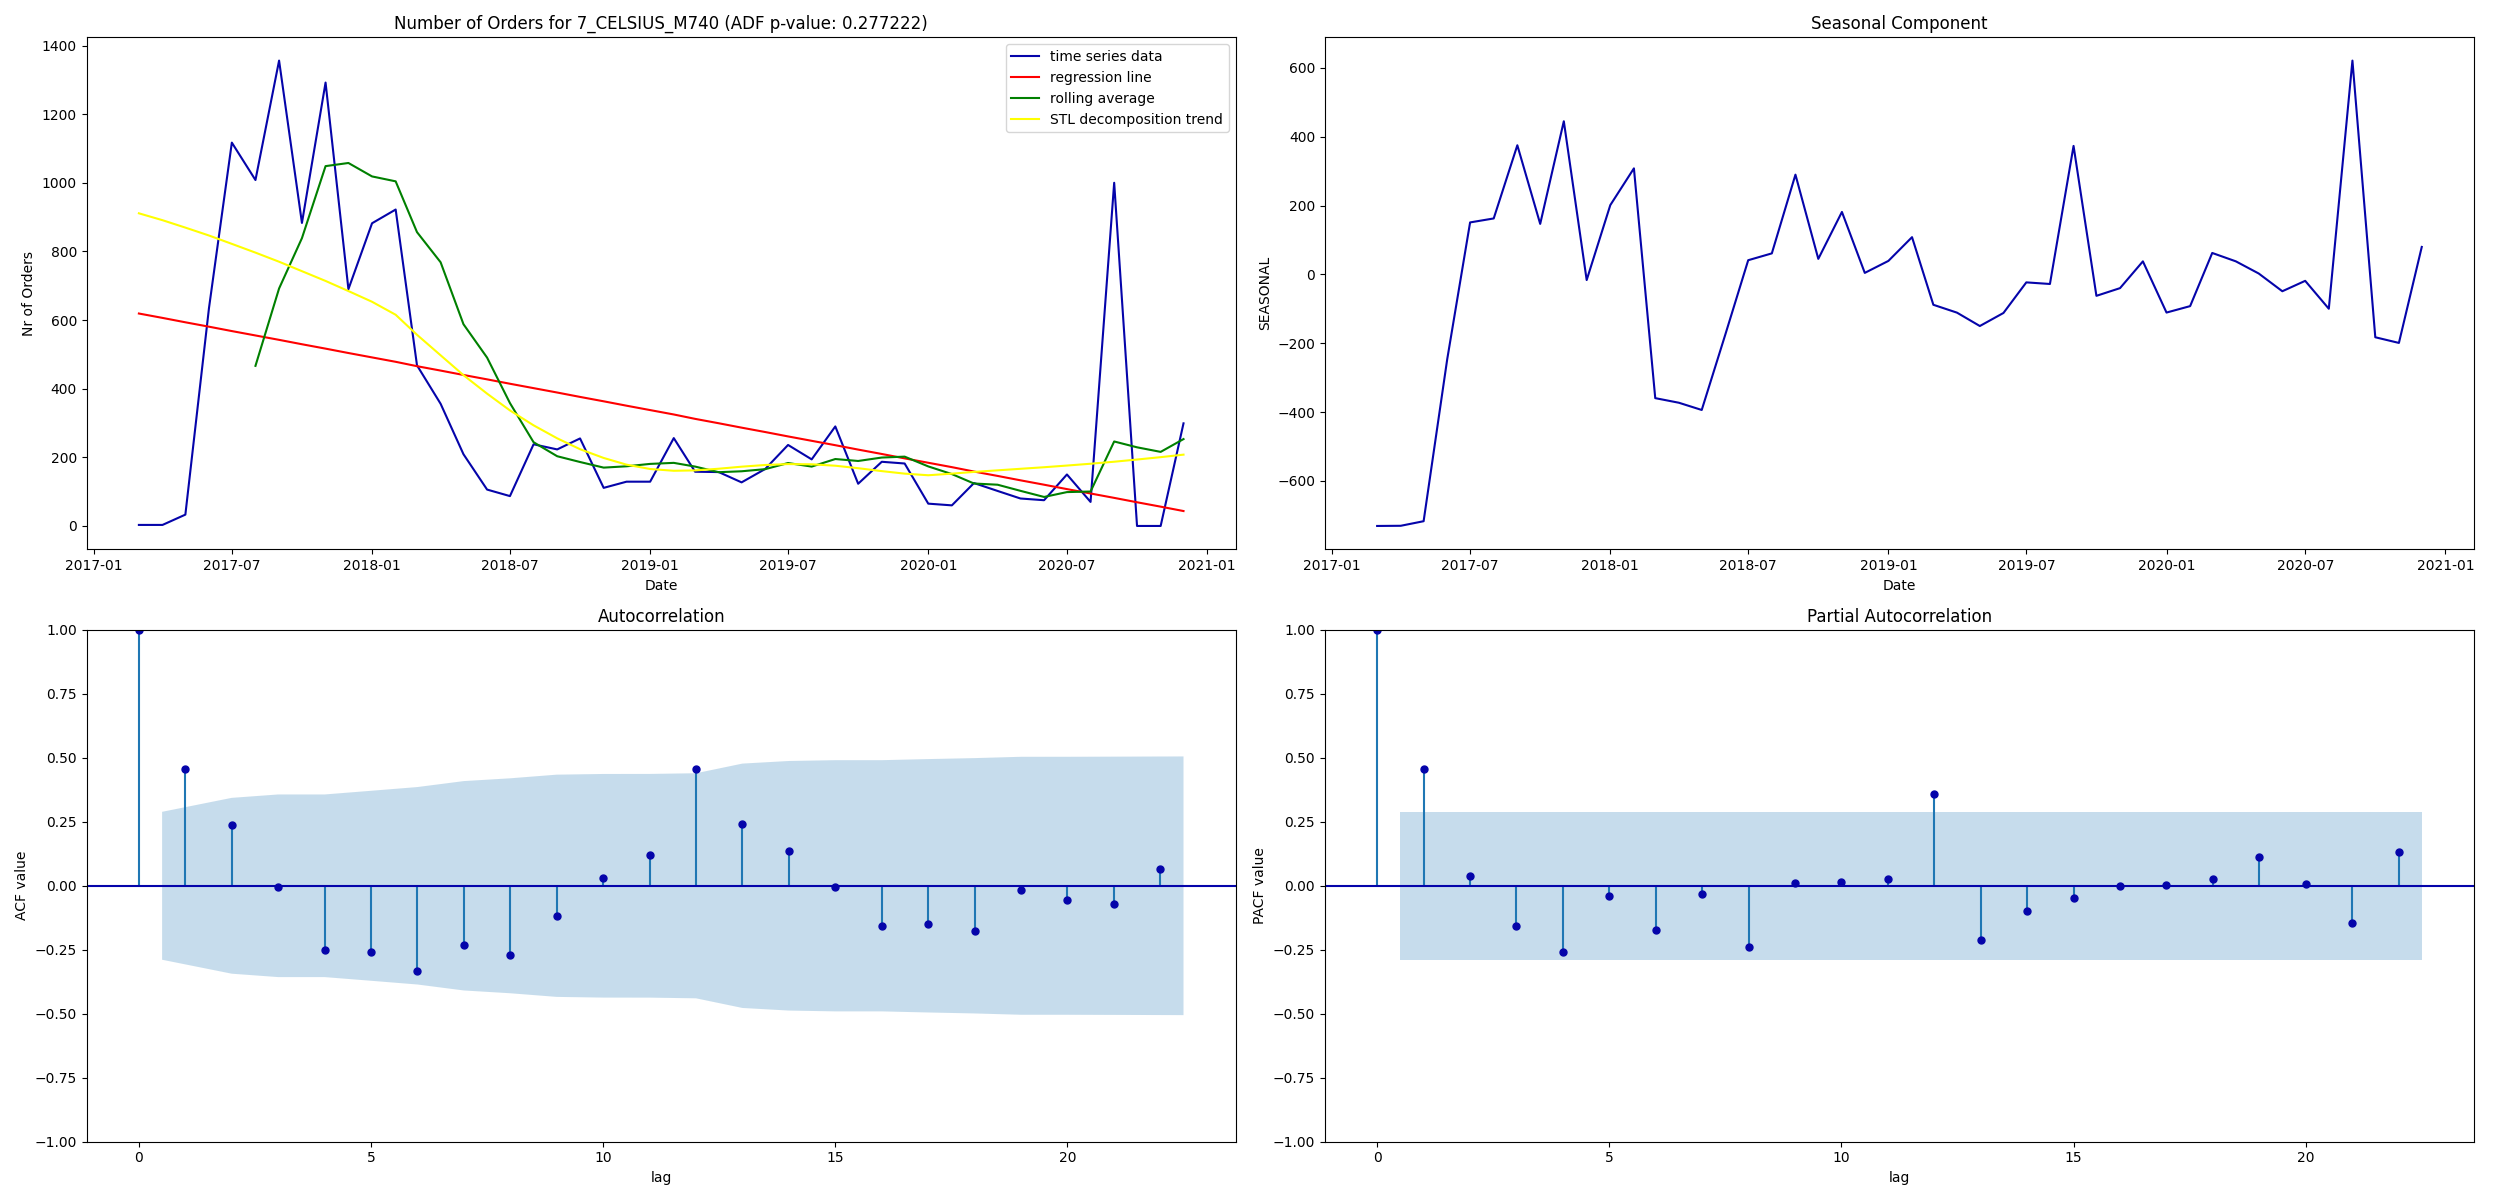 Number of Orders for 7_CELSIUS_M740 (ADF p-value: 0.277222)
time series data
regression line
rolling average
STL decomposition trend
Nr of Orders
1400
1200
1000
800
600
400
200
0
2017-01 2017-07 2018-01 2018-07 2019-01 2019-07 2020-01 2020-07 2021-01
Date
Seasonal Component
SEASONAL
600
400
200
0
−200
−400
−600
2017-01 2017-07 2018-01 2018-07 2019-01 2019-07 2020-01 2020-07 2021-01
Date
Autocorrelation
ACF value
1.00
0.75
0.50
0.25
0.00
−0.25
−0.50
−0.75
−1.00
0 5 10 15 20
lag
Partial Autocorrelation
PACF value
1.00
0.75
0.50
0.25
0.00
−0.25
−0.50
−0.75
−1.00
0 5 10 15 20
lag